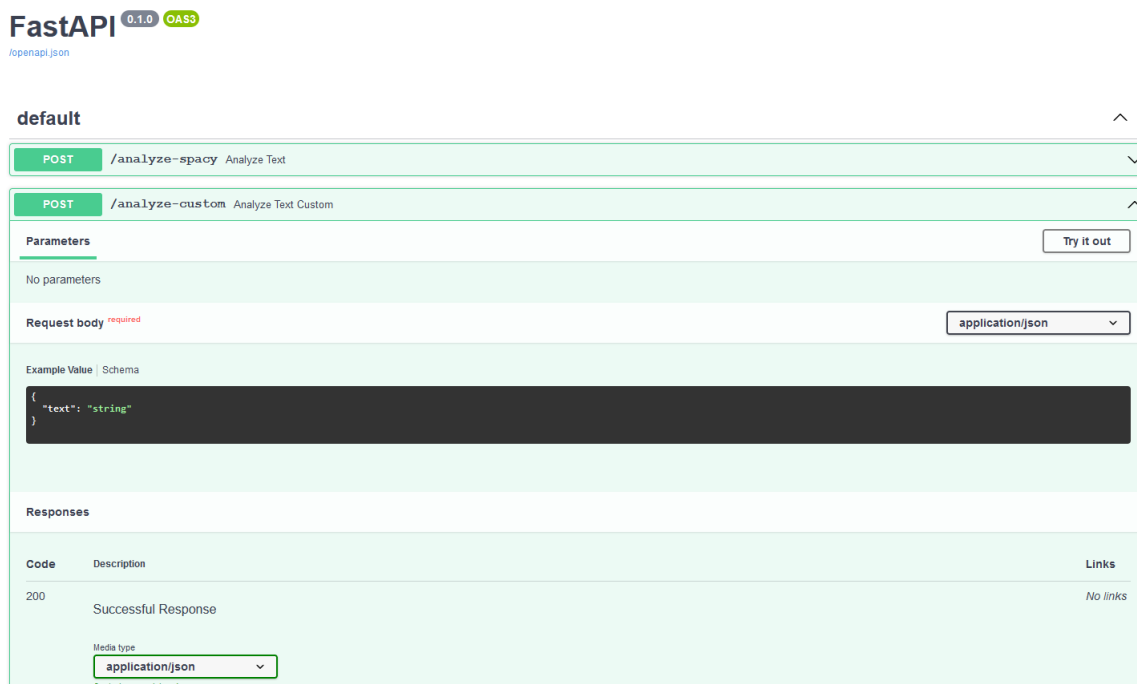 FastAPI 0.1.0 OAS3
/openapi.json
default
POST /analyze-spacy Analyze Text
POST /analyze-custom Analyze Text Custom
Parameters Try it out
No parameters
Request body required application/json
Example Value Schema
{
"text": "string"
}
Responses
Code Description Links
200 Successful Response No links
Media type
application/json